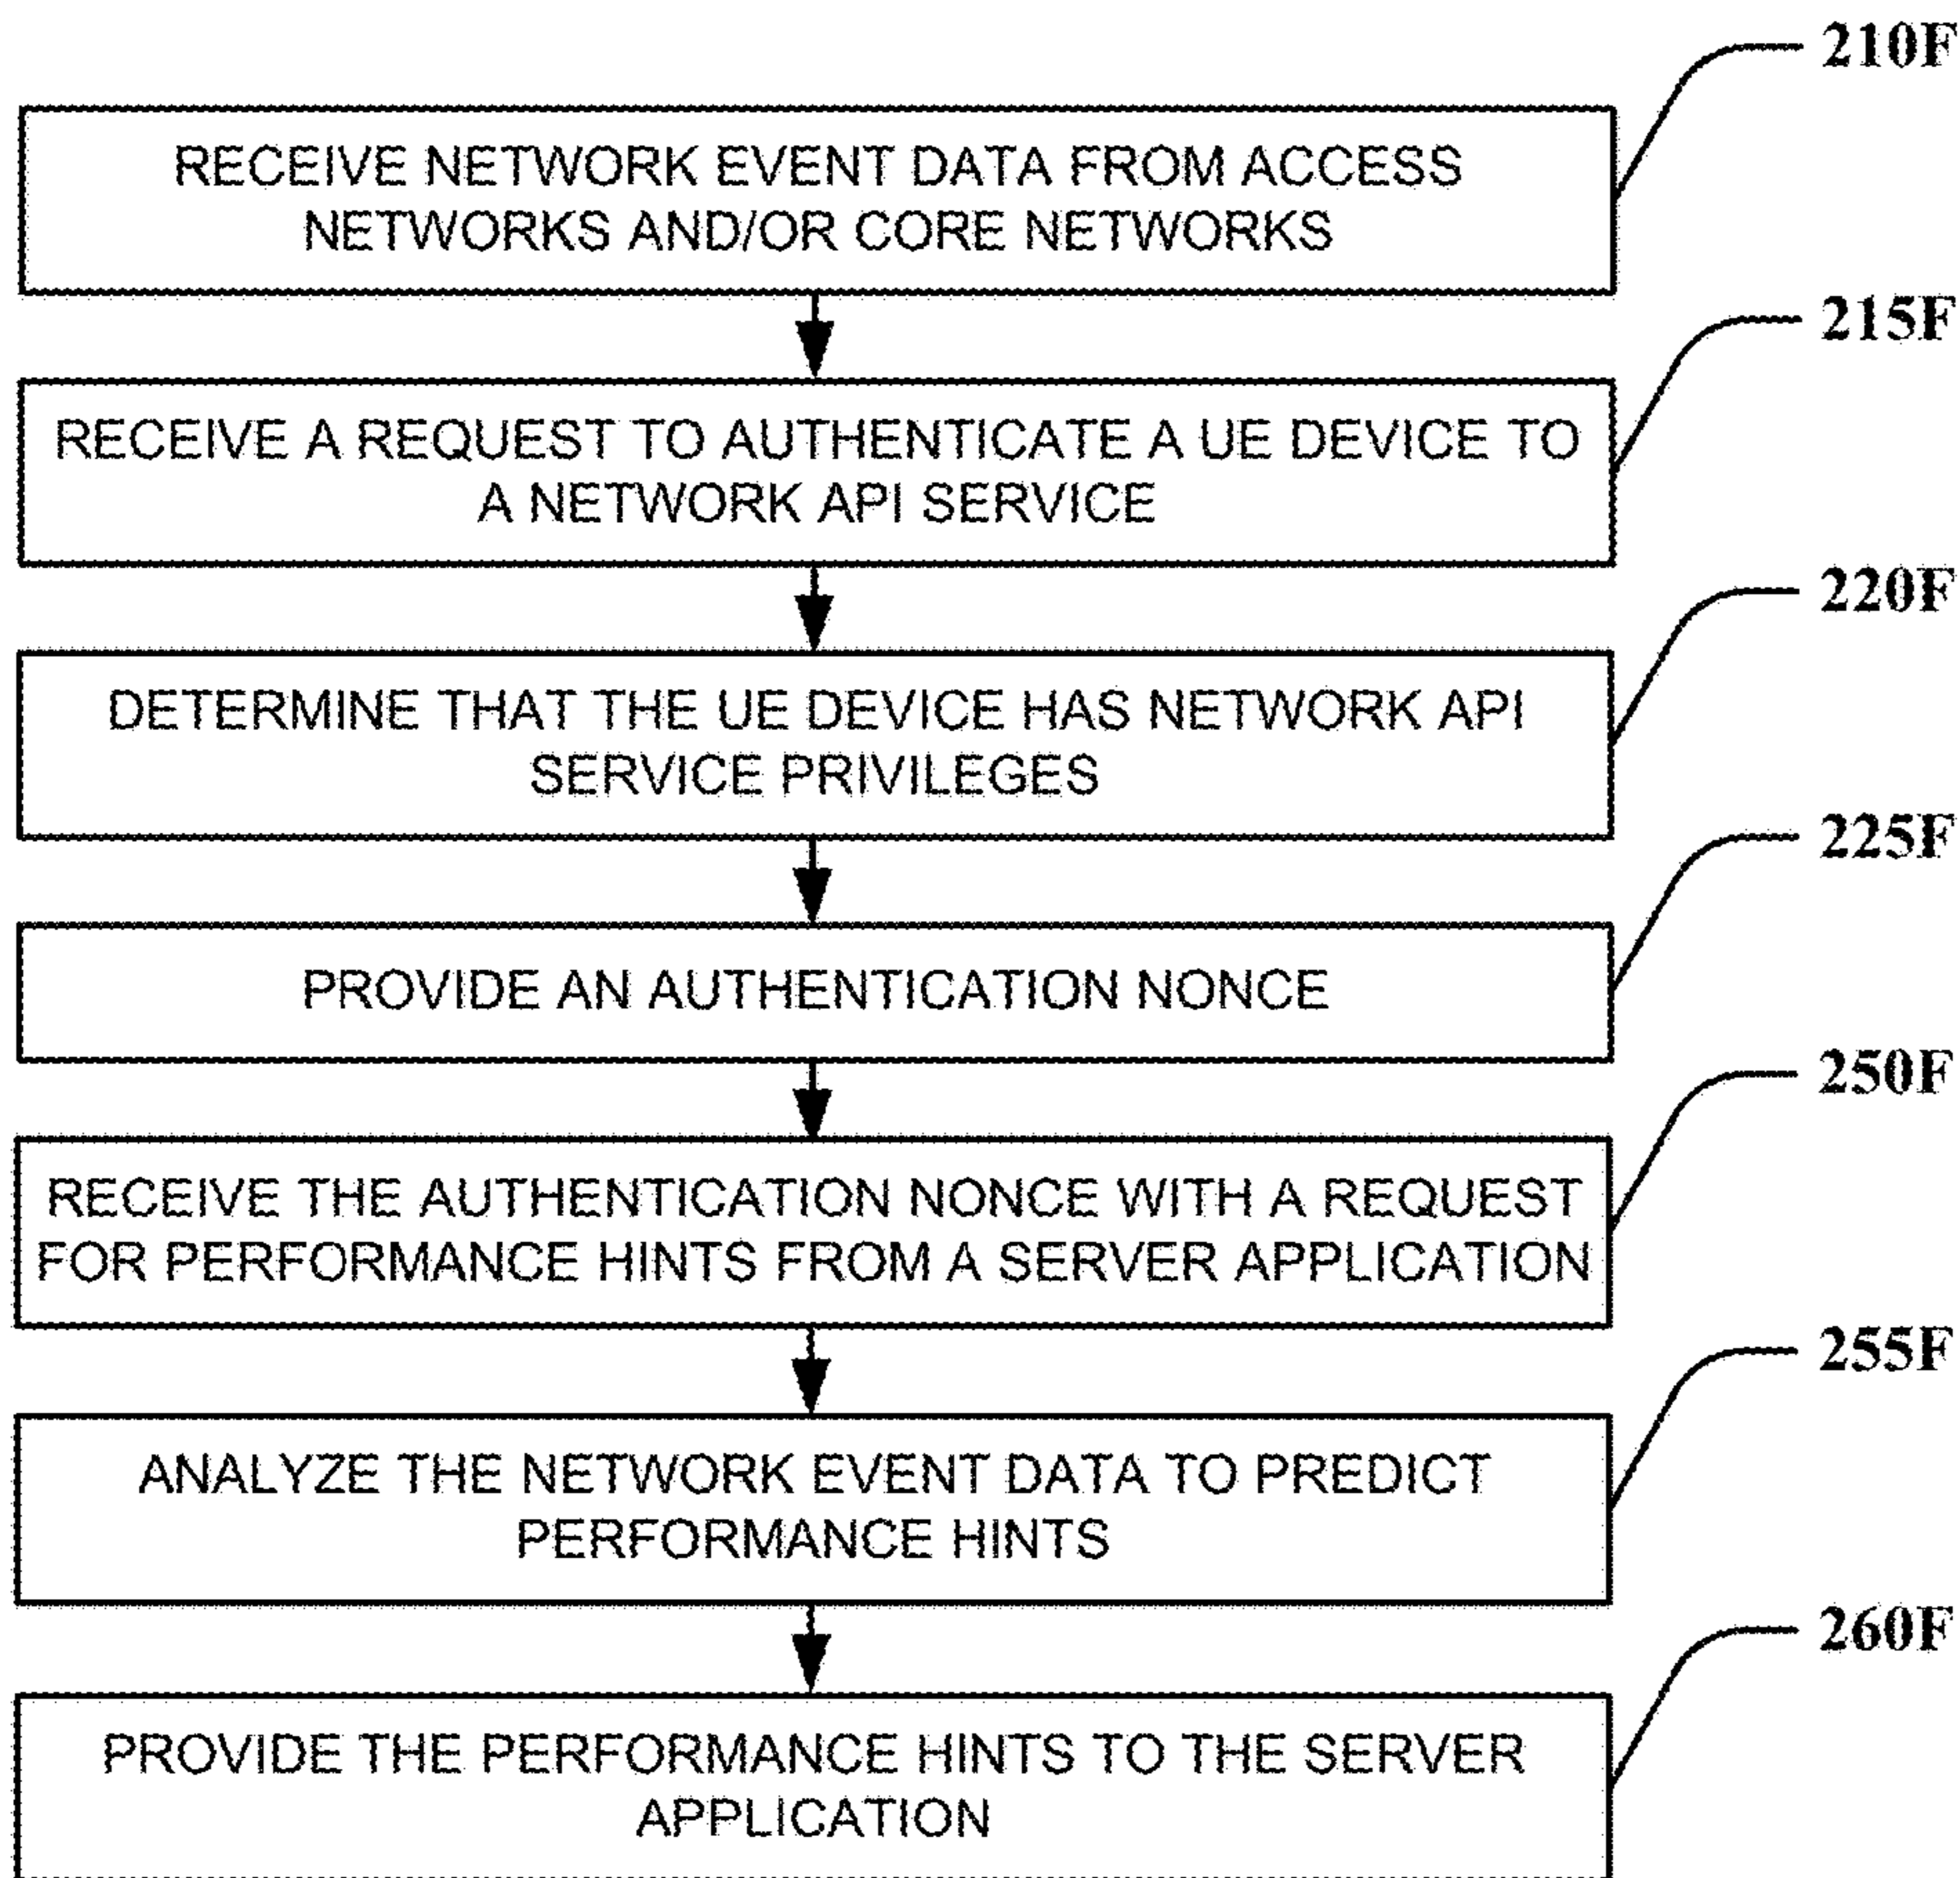 210F
RECEIVE NETWORK EVENT DATA FROM ACCESS
NETWORKS AND/OR CORE NETWORKS
215F
RECEIVE A REQUEST TO AUTHENTICATE A UE DEVICE TO
A NETWORK API SERVICE
220F
DETERMINE THAT THE UE DEVICE HAS NETWORK API
SERVICE PRIVILEGES
225F
PROVIDE AN AUTHENTICATION NONCE
250F
RECEIVE THE AUTHENTICATION NONCE WITH A REQUEST
FOR PERFORMANCE HINTS FROM A SERVER APPLICATION
255F
ANALYZE THE NETWORK EVENT DATA TO PREDICT
PERFORMANCE HINTS
260F
PROVIDE THE PERFORMANCE HINTS TO THE SERVER
APPLICATION